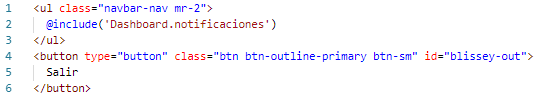 1 <ul class="navbar-nav mr-2">
2 @include('Dashboard.notificaciones')
3 </ul>
4 <button type="button" class="btn btn-outline-primary btn-sm" id="blissey-out">
5 Salir
6 </button>